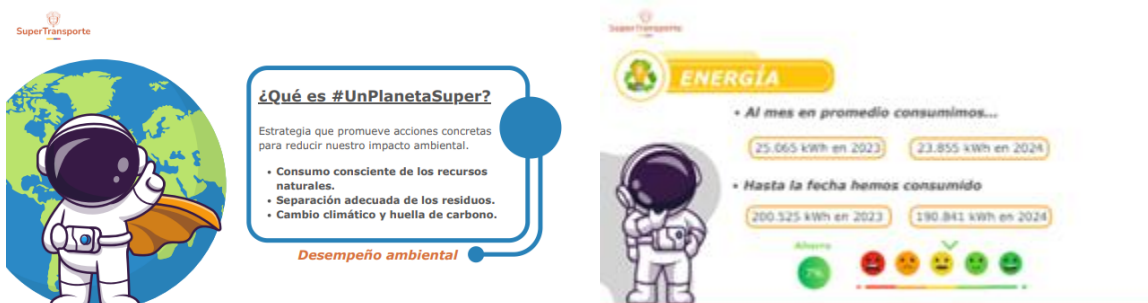 SuperTransporte
¿Qué es #UnPlanetaSuper?
Estrategia que promueve acciones concretas
para reducir nuestro impacto ambiental.
• Consumo consciente de los recursos
naturales.
• Separación adecuada de los residuos.
• Cambio climático y huella de carbono.
Desempeño ambiental
SuperTransporte
ENERGÍA
• Al mes en promedio consumimos...
25.065 kWh en 2023
23.855 kWh en 2024
• Hasta la fecha hemos consumido
200.525 kWh en 2023
190.841 kWh en 2024
Ahorro
7%